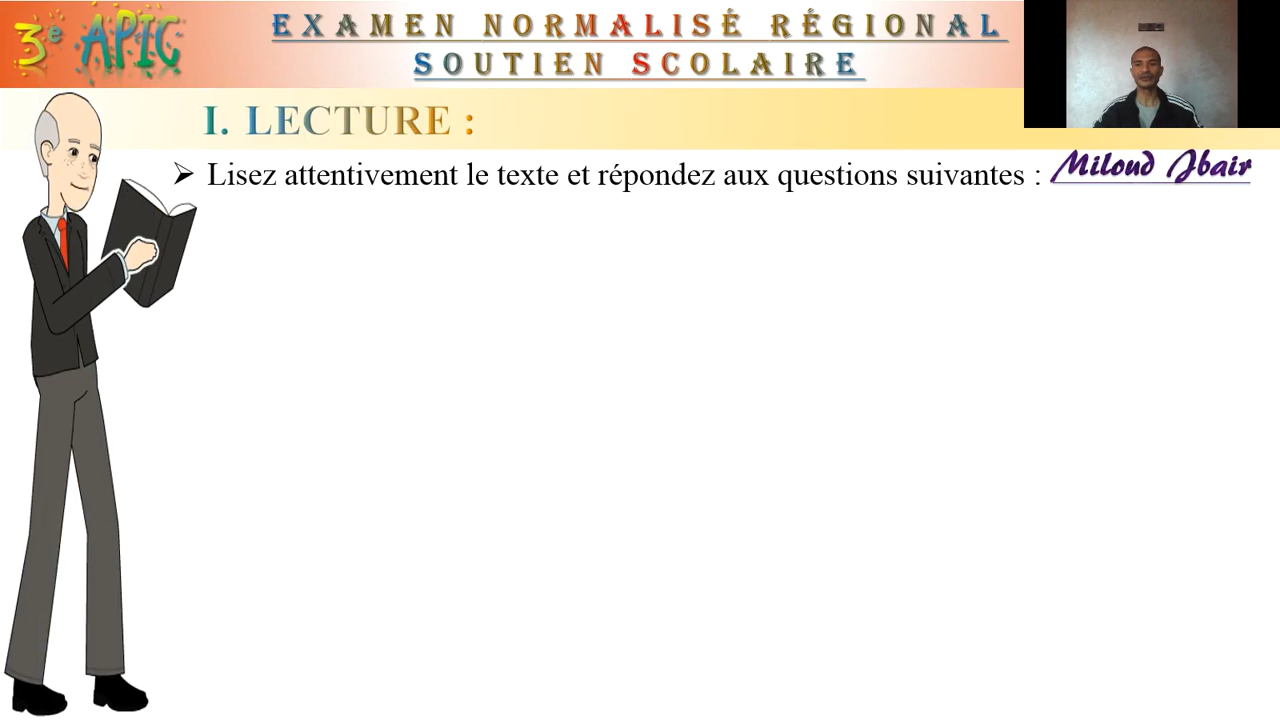 3e APIC
EXAMEN NORMALISÉ RÉGIONAL
SOUTIEN SCOLAIRE
I. LECTURE :
➢ Lisez attentivement le texte et répondez aux questions suivantes :
Miloud Jbair